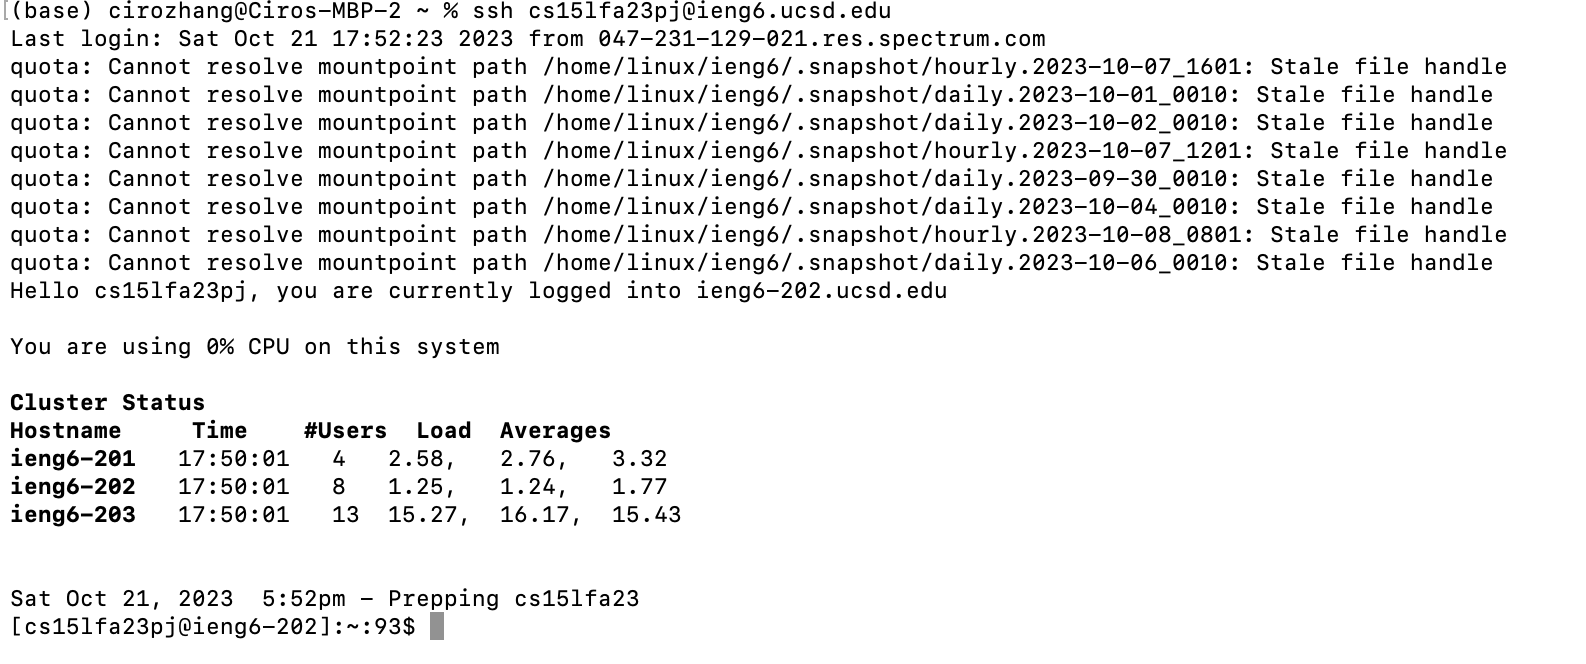 [(base) cirozhang@Ciros-MBP-2 ~ % ssh cs15lfa23pj@ieng6.ucsd.edu
Last login: Sat Oct 21 17:52:23 2023 from 047-231-129-021.res.spectrum.com
quota: Cannot resolve mountpoint path /home/linux/ieng6/.snapshot/hourly.2023-10-07_1601: Stale file handle
quota: Cannot resolve mountpoint path /home/linux/ieng6/.snapshot/daily.2023-10-01_0010: Stale file handle
quota: Cannot resolve mountpoint path /home/linux/ieng6/.snapshot/daily.2023-10-02_0010: Stale file handle
quota: Cannot resolve mountpoint path /home/linux/ieng6/.snapshot/hourly.2023-10-07_1201: Stale file handle
quota: Cannot resolve mountpoint path /home/linux/ieng6/.snapshot/daily.2023-09-30_0010: Stale file handle
quota: Cannot resolve mountpoint path /home/linux/ieng6/.snapshot/daily.2023-10-04_0010: Stale file handle
quota: Cannot resolve mountpoint path /home/linux/ieng6/.snapshot/hourly.2023-10-08_0801: Stale file handle
quota: Cannot resolve mountpoint path /home/linux/ieng6/.snapshot/daily.2023-10-06_0010: Stale file handle
Hello cs15lfa23pj, you are currently logged into ieng6-202.ucsd.edu
You are using 0% CPU on this system
Cluster Status
Hostname     Time    #Users  Load  Averages
ieng6-201   17:50:01   4   2.58,   2.76,   3.32
ieng6-202   17:50:01   8   1.25,   1.24,   1.77
ieng6-203   17:50:01   13  15.27,  16.17,  15.43
Sat Oct 21, 2023  5:52pm - Prepping cs15lfa23
[cs15lfa23pj@ieng6-202]:~:93$